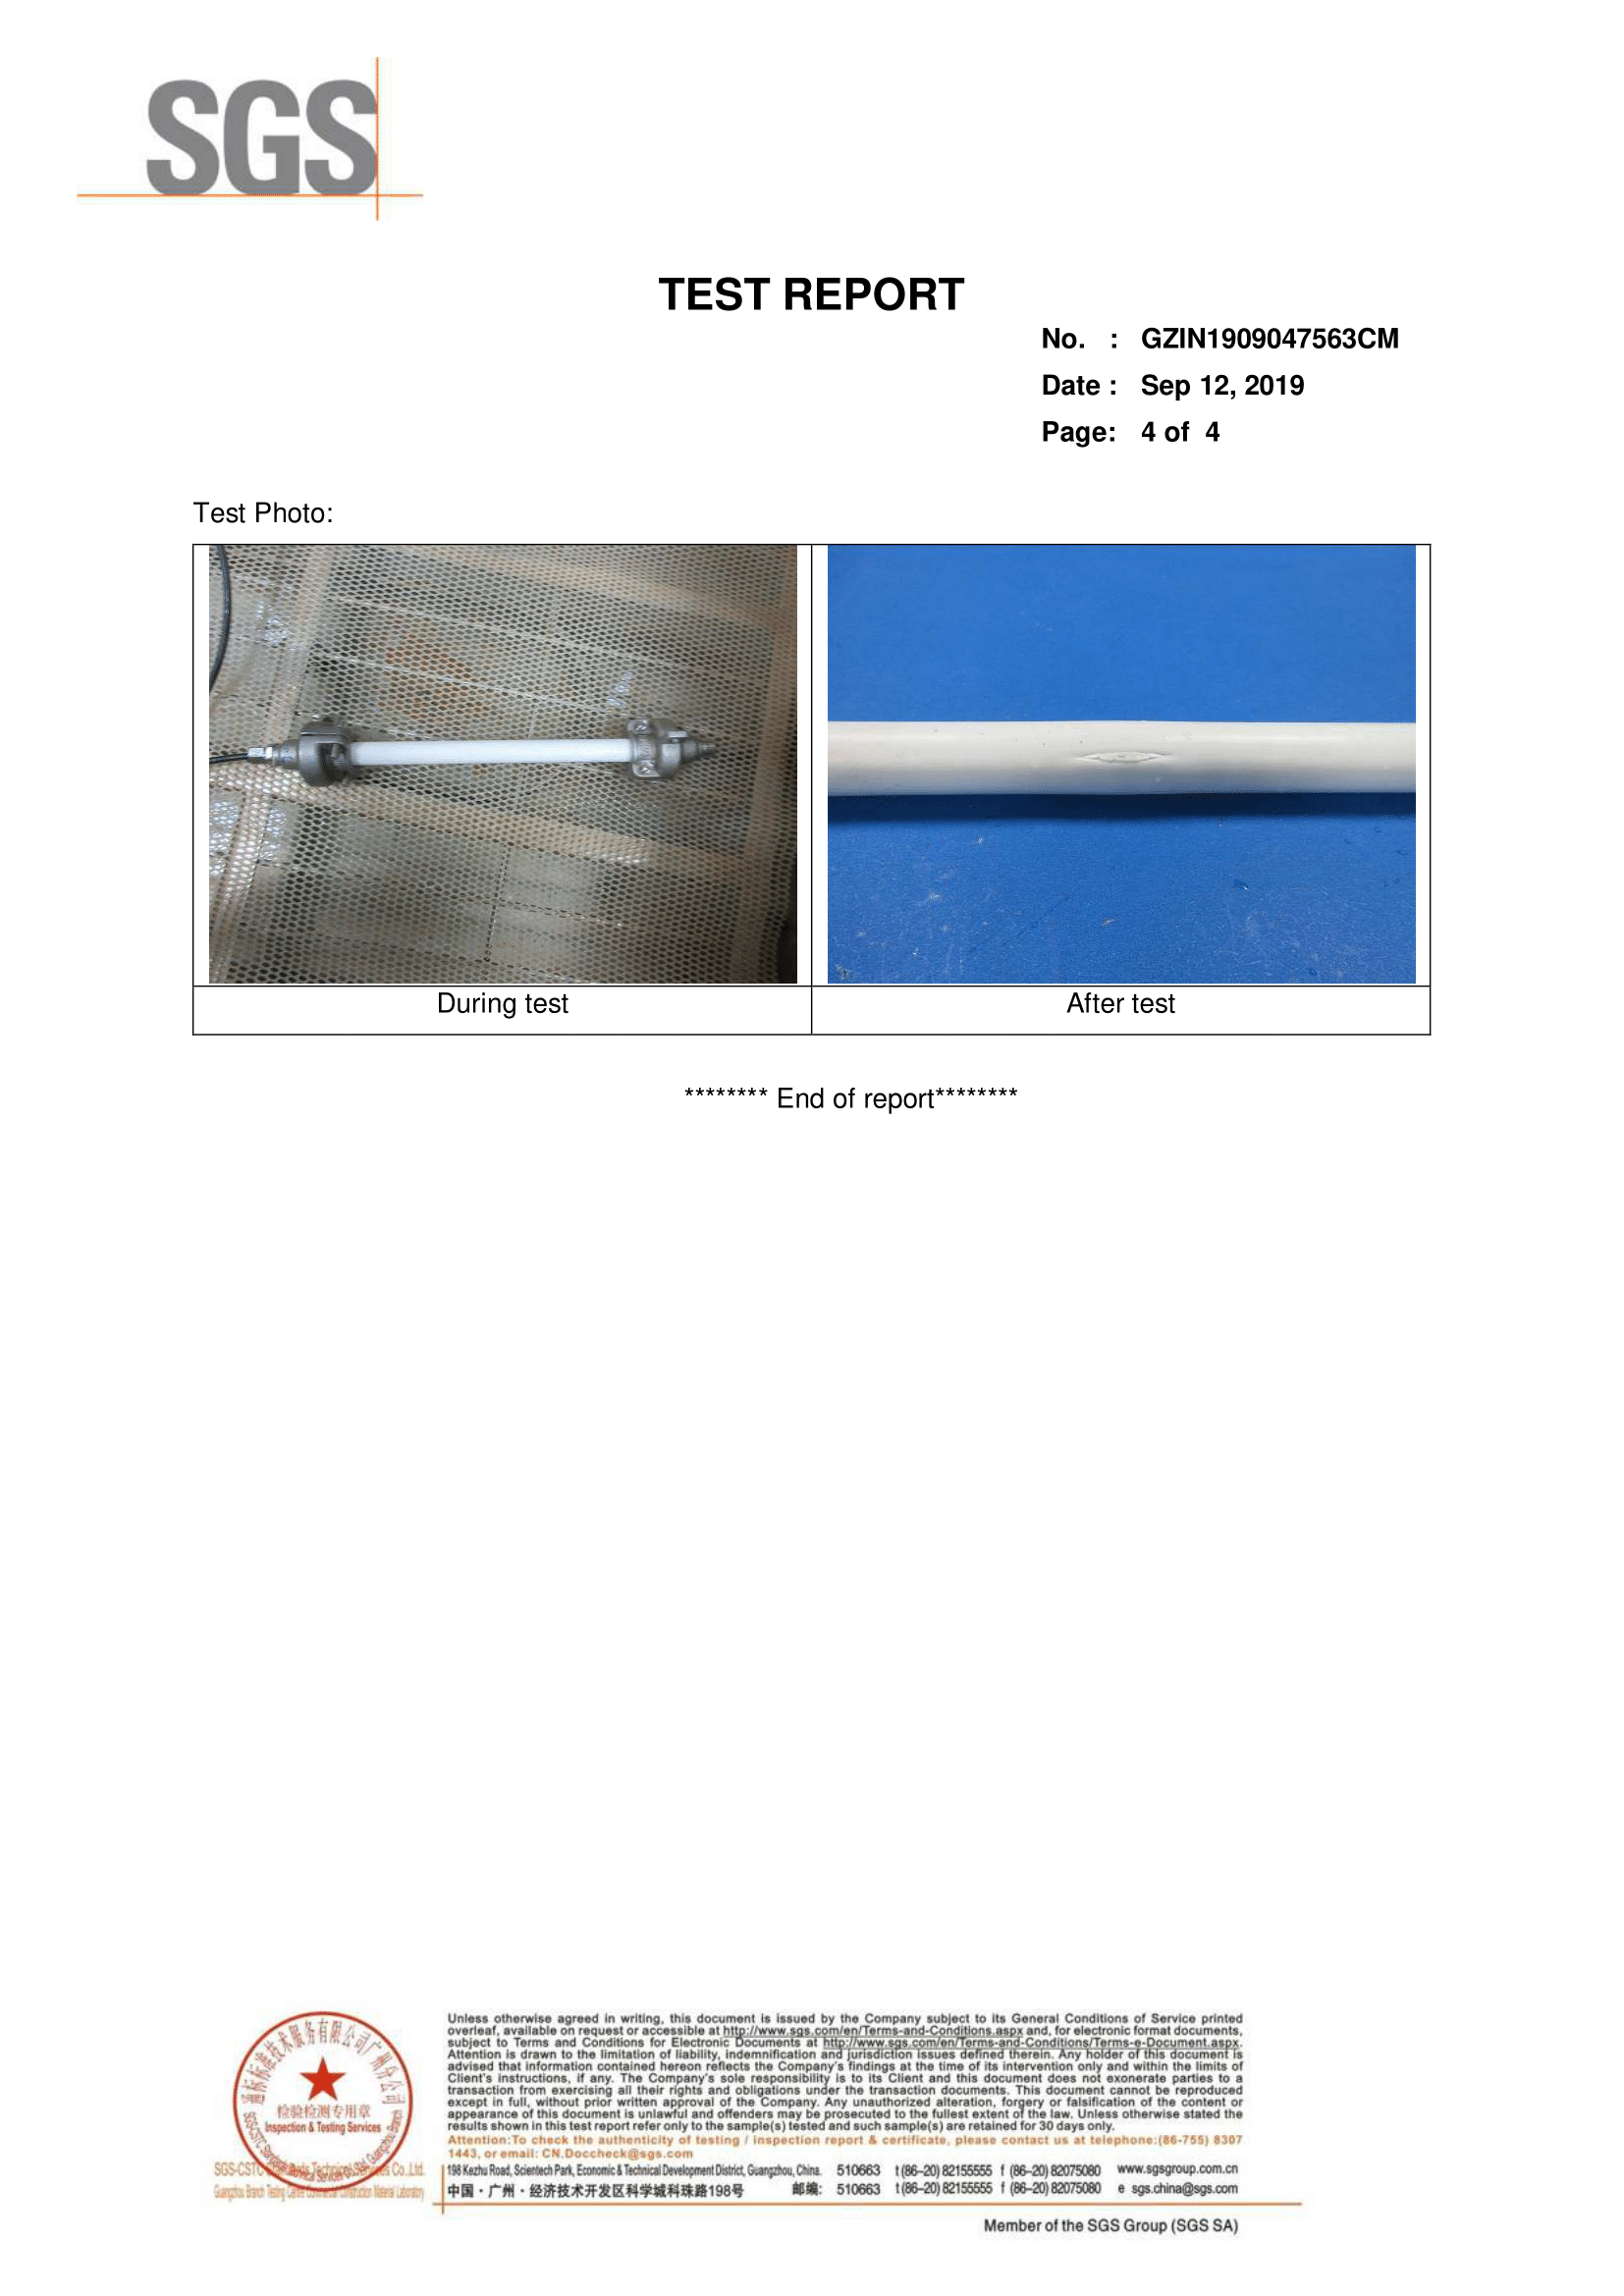 SGS
TEST REPORT
No. : GZIN1909047563CM
Date : Sep 12, 2019
Page: 4 of 4
Test Photo:
During test
After test
******** End of report********
Unless otherwise agreed in writing, this document is issued by the Company subject to its General Conditions of Service printed
overleaf, available on request or accessible at http://www.sgs.com/en/Terms-and-Conditions.aspx and, for electronic format documents,
subject to Terms and Conditions for Electronic Documents at http://www.sgs.com/en/Terms-and-Conditions/Terms-e-Document.aspx.
Attention is drawn to the limitation of liability, indemnification and jurisdiction issues defined therein. Any holder of this document is
advised that information contained hereon reflects the Company's findings at the time of its intervention only and within the limits of
Client's instructions, if any. The Company's sole responsibility is to its Client and this document does not exonerate parties to a
transaction from exercising all their rights and obligations under the transaction documents. This document cannot be reproduced
except in full, without prior written approval of the Company. Any unauthorized alteration, forgery or falsification of the content or
appearance of this document is unlawful and offenders may be prosecuted to the fullest extent of the law. Unless otherwise stated the
results shown in this test report refer only to the sample(s) tested and such sample(s) are retained for 30 days only.
Attention:To check the authenticity of testing / inspection report & certificate, please contact us at telephone:(86-755) 8307
1443, or email: CN.Doccheck@sgs.com
检验检测专用章
Inspection & Testing Services
SGS-CSTC Co.,Ltd.
Guangzhou Branch Testing Material Laboratory
198 Kezhu Road, Scientech Park, Economic & Technical Development District, Guangzhou, China. 510663 t (86-20) 82155555 f (86-20) 82075080 www.sgsgroup.com.cn
中国·广州·经济技术开发区科学城科珠路198号 邮编: 510663 t (86-20) 82155555 f (86-20) 82075080 e sgs.china@sgs.com
Member of the SGS Group (SGS SA)